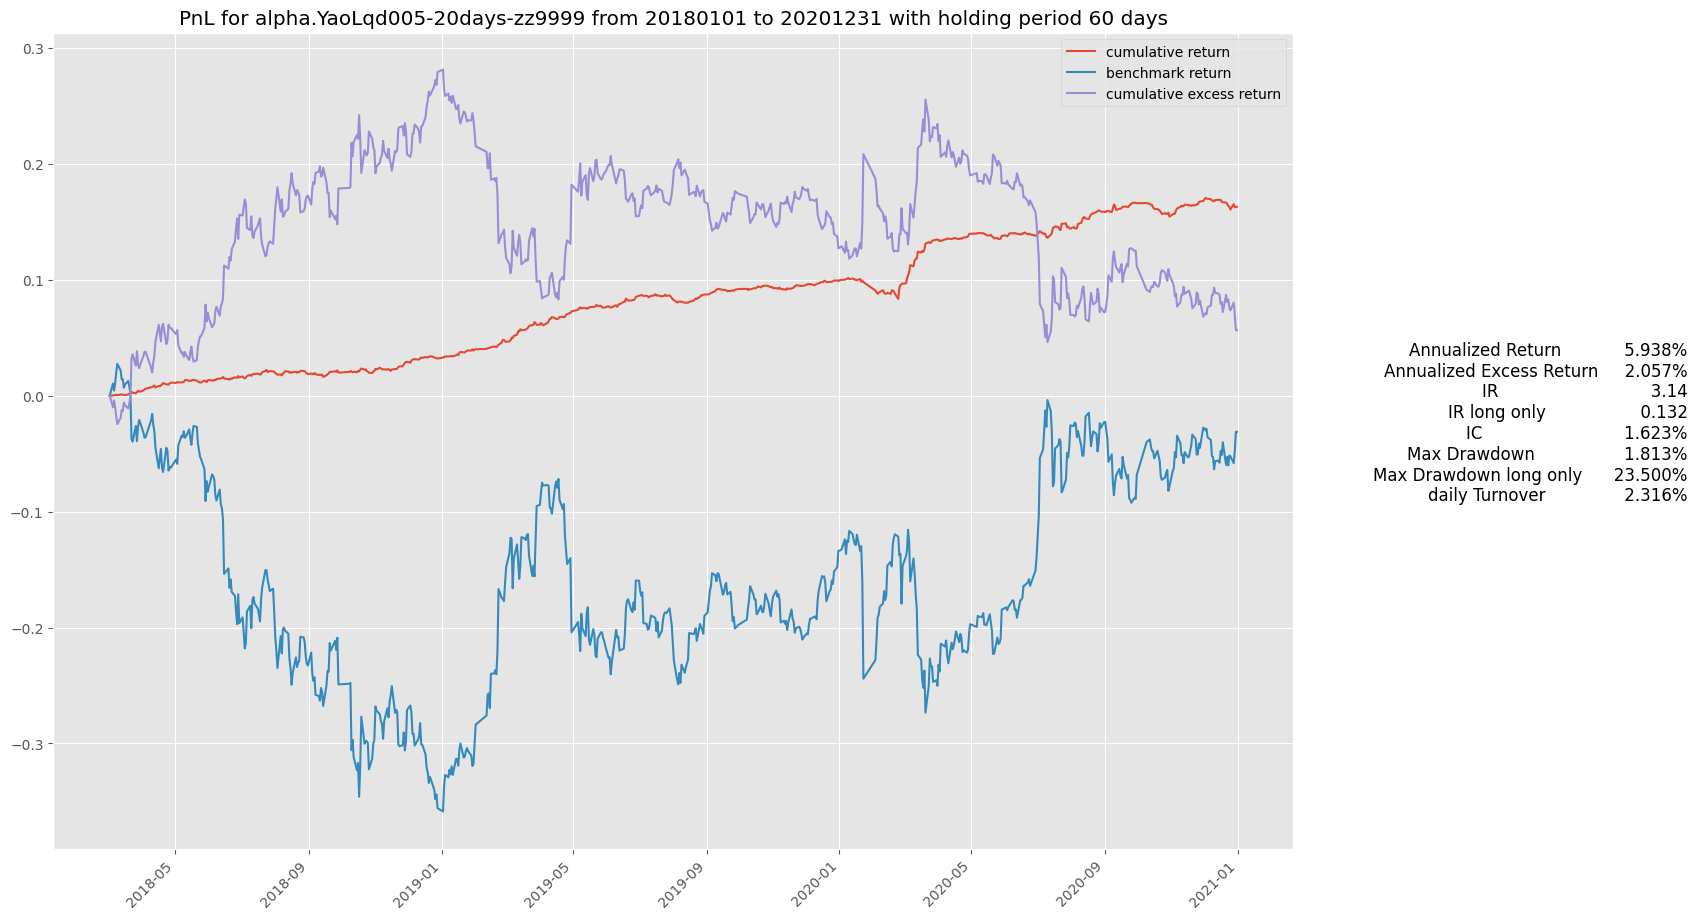 PnL for alpha.YaoLqd005-20days-zz9999 from 20180101 to 20201231 with holding period 60 days
cumulative return
benchmark return
cumulative excess return
0.3
0.2
0.1
0.0
−0.1
−0.2
−0.3
2018-05
2018-09
2019-01
2019-05
2019-09
2020-01
2020-05
2020-09
2021-01
Annualized Return 5.938%
Annualized Excess Return 2.057%
IR 3.14
IR long only 0.132
IC 1.623%
Max Drawdown 1.813%
Max Drawdown long only 23.500%
daily Turnover 2.316%